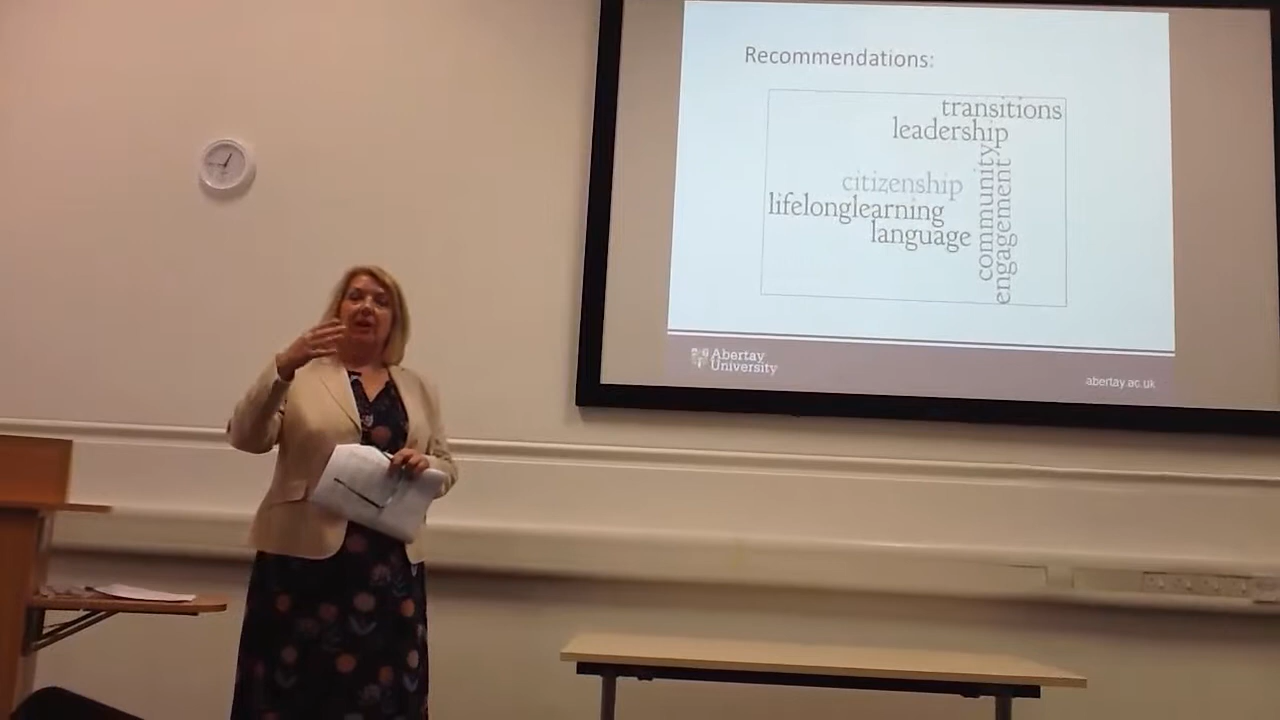 Recommendations:
transitions
leadership
community
engagement
citizenship
lifelonglearning
language
Abertay
University
abertay.ac.uk